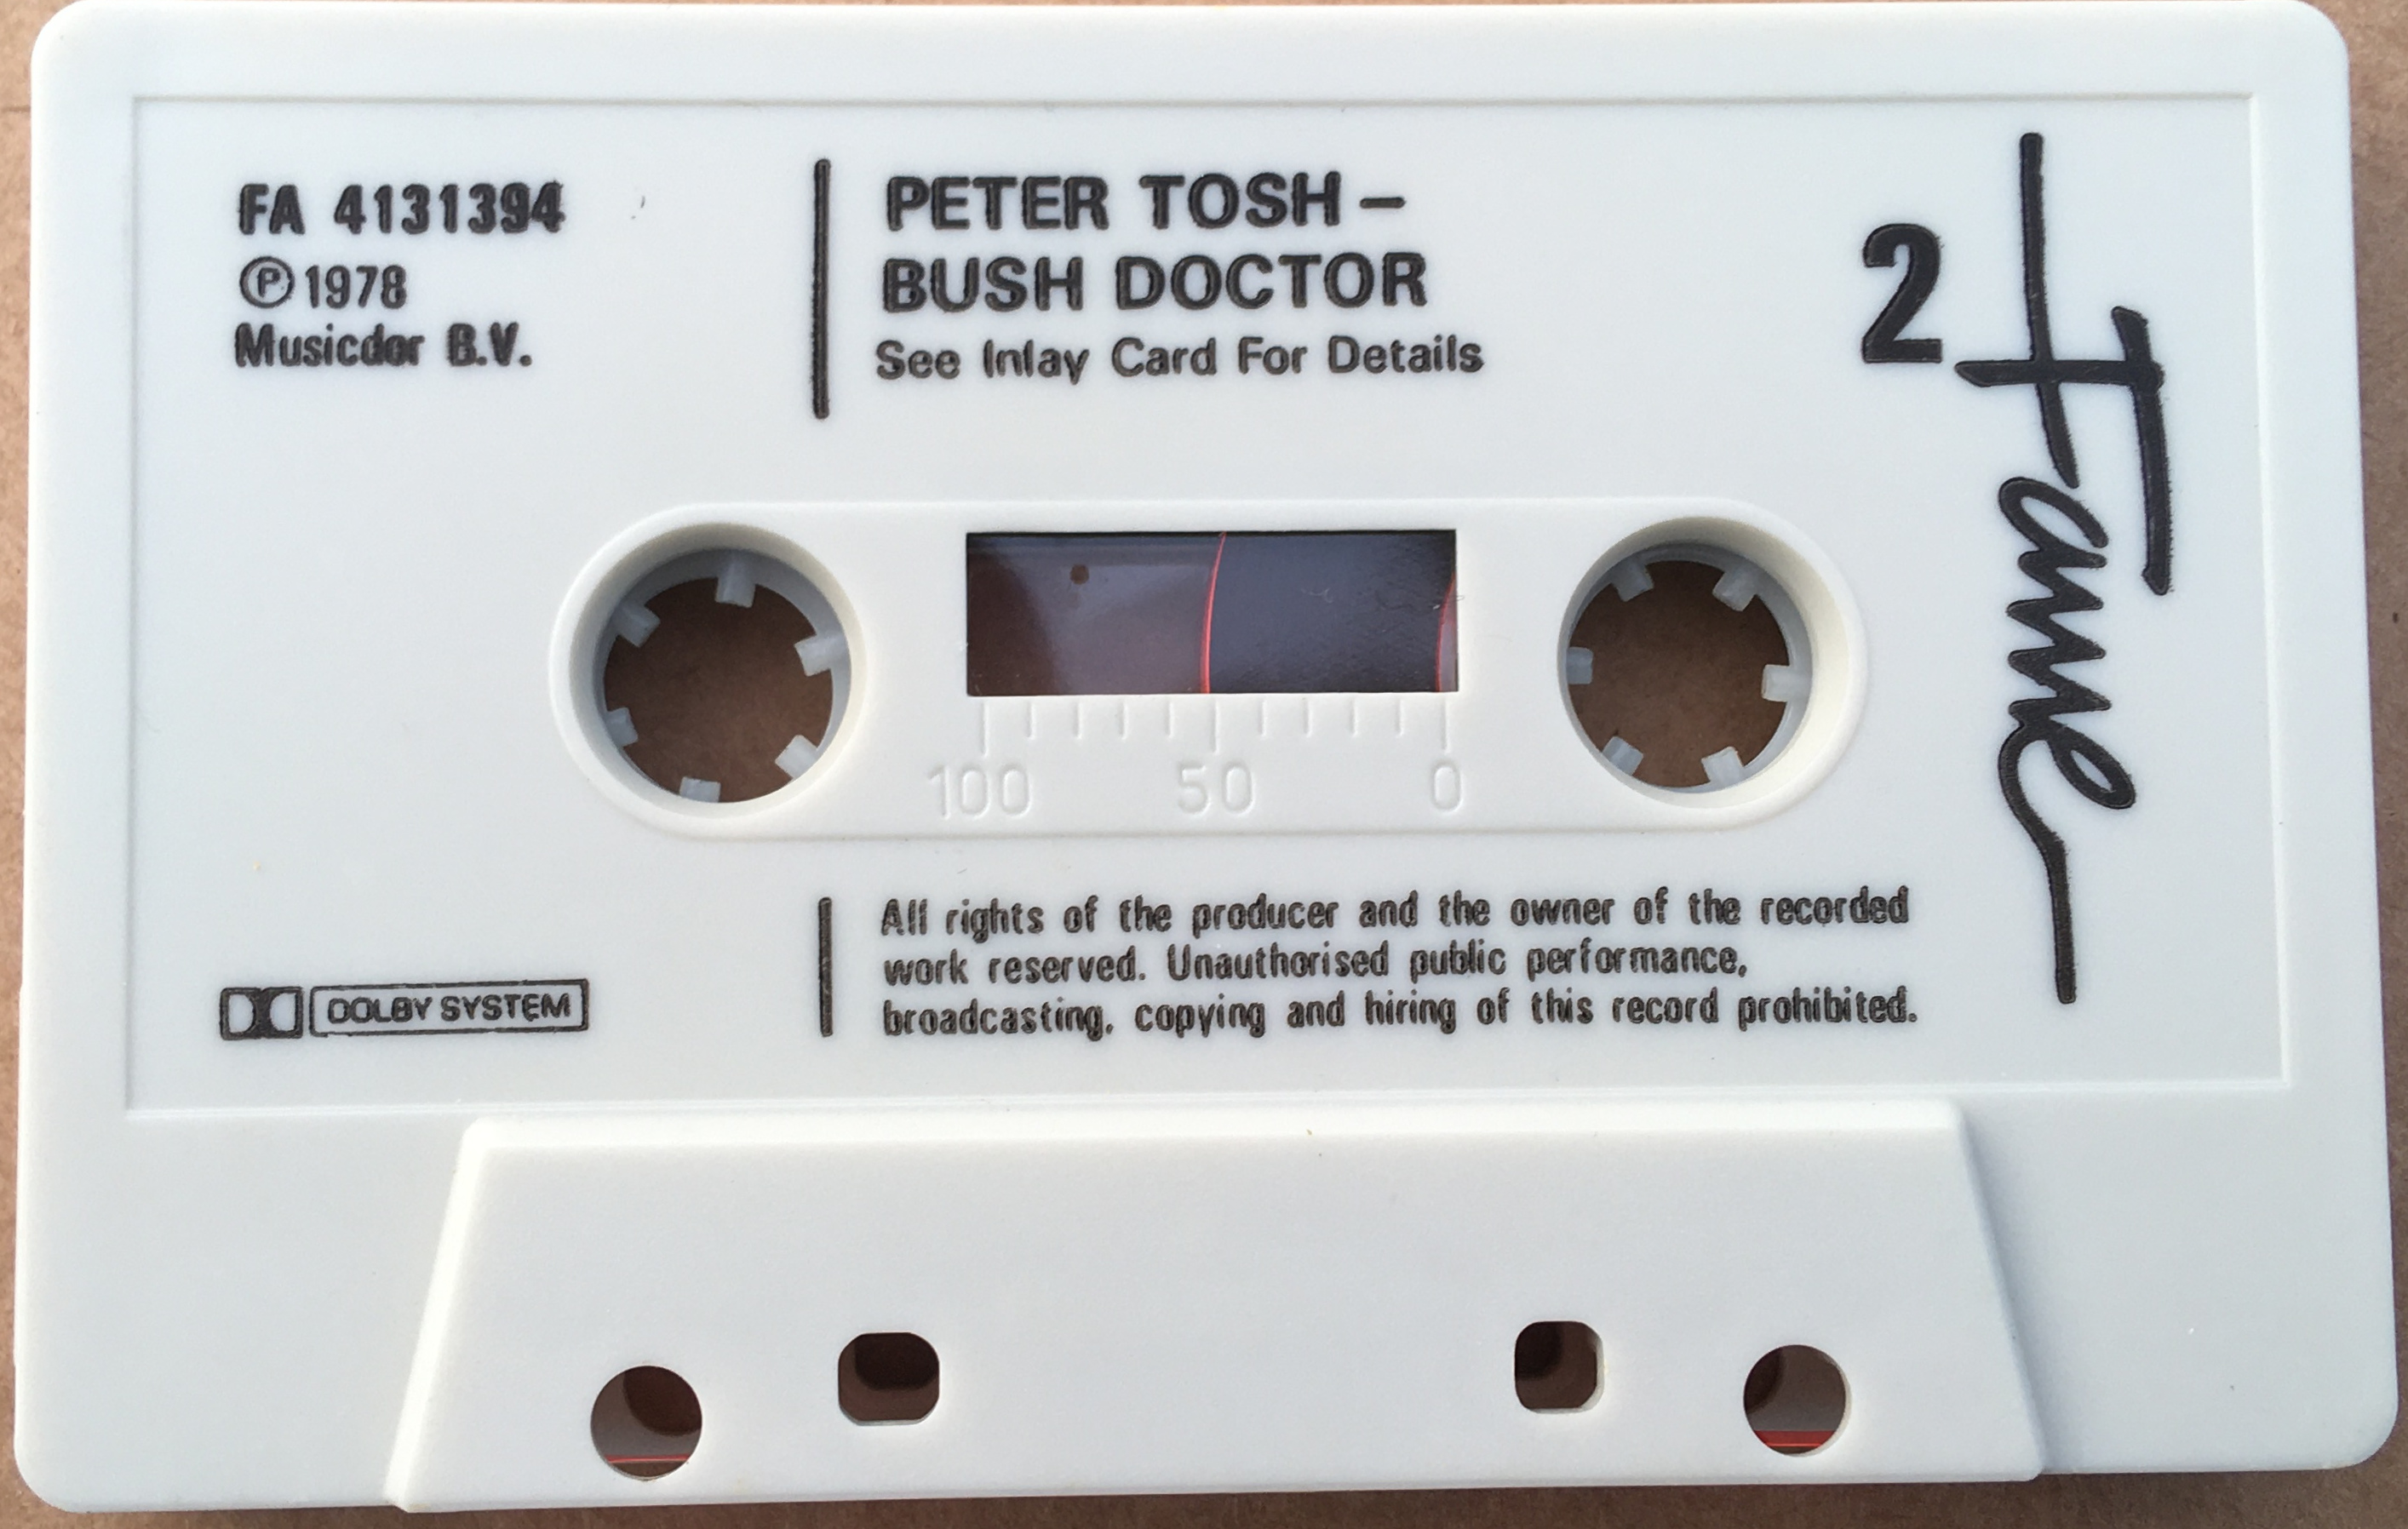 FA 4131394
Ⓟ 1978
Musicdor B.V.
PETER TOSH –
BUSH DOCTOR
See Inlay Card For Details
2
Fame
100 50 0
DOLBY SYSTEM
All rights of the producer and the owner of the recorded
work reserved. Unauthorised public performance,
broadcasting, copying and hiring of this record prohibited.